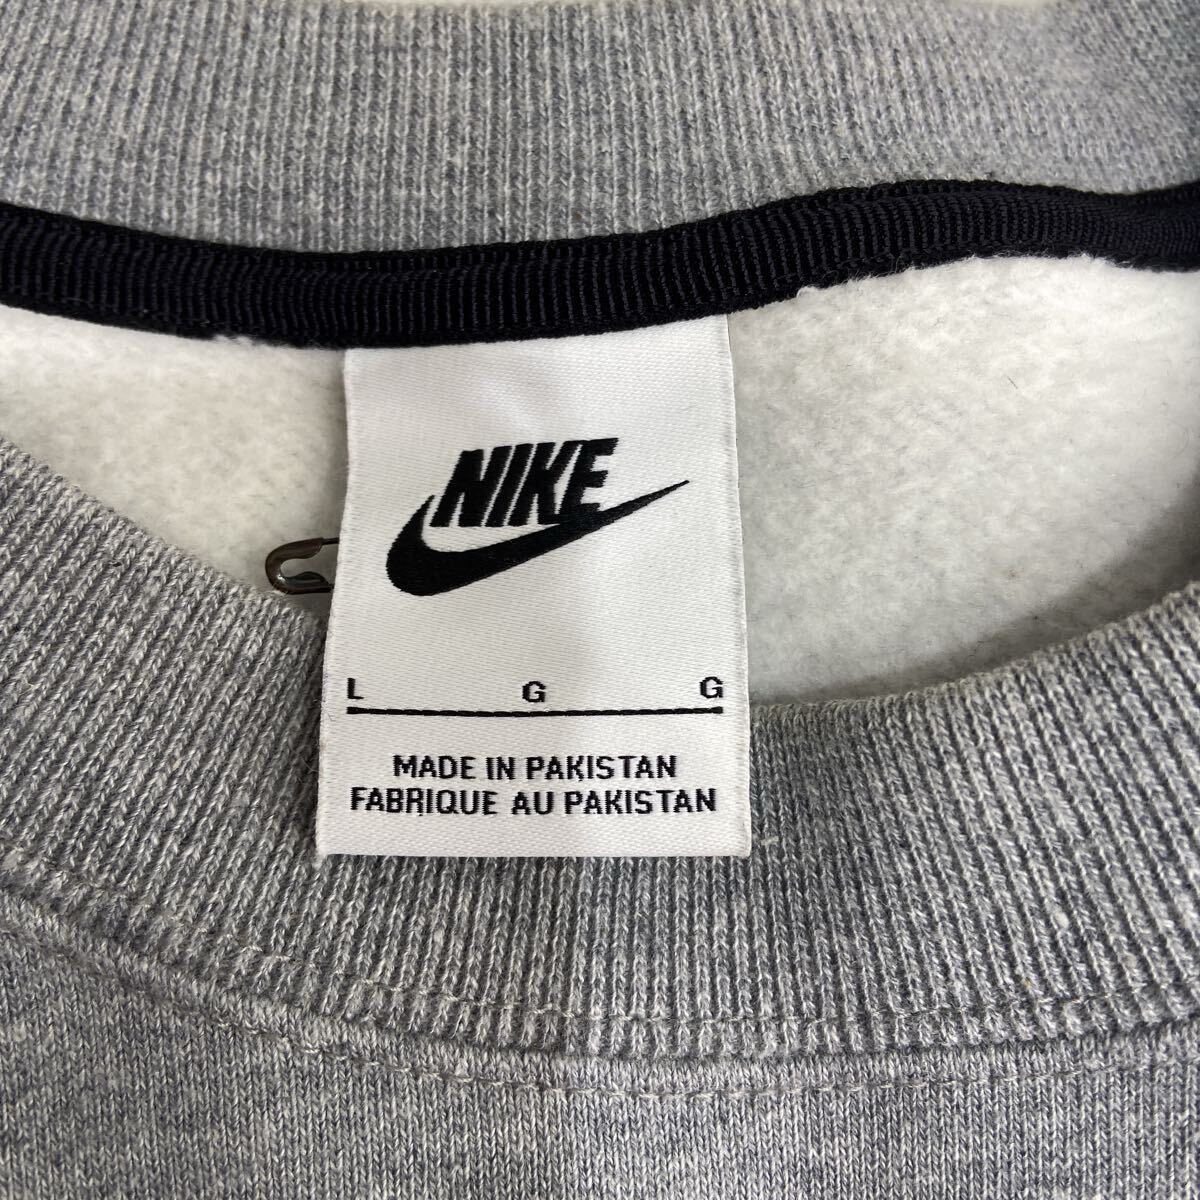 NIKE
L G G
MADE IN PAKISTAN
FABRIQUE AU PAKISTAN